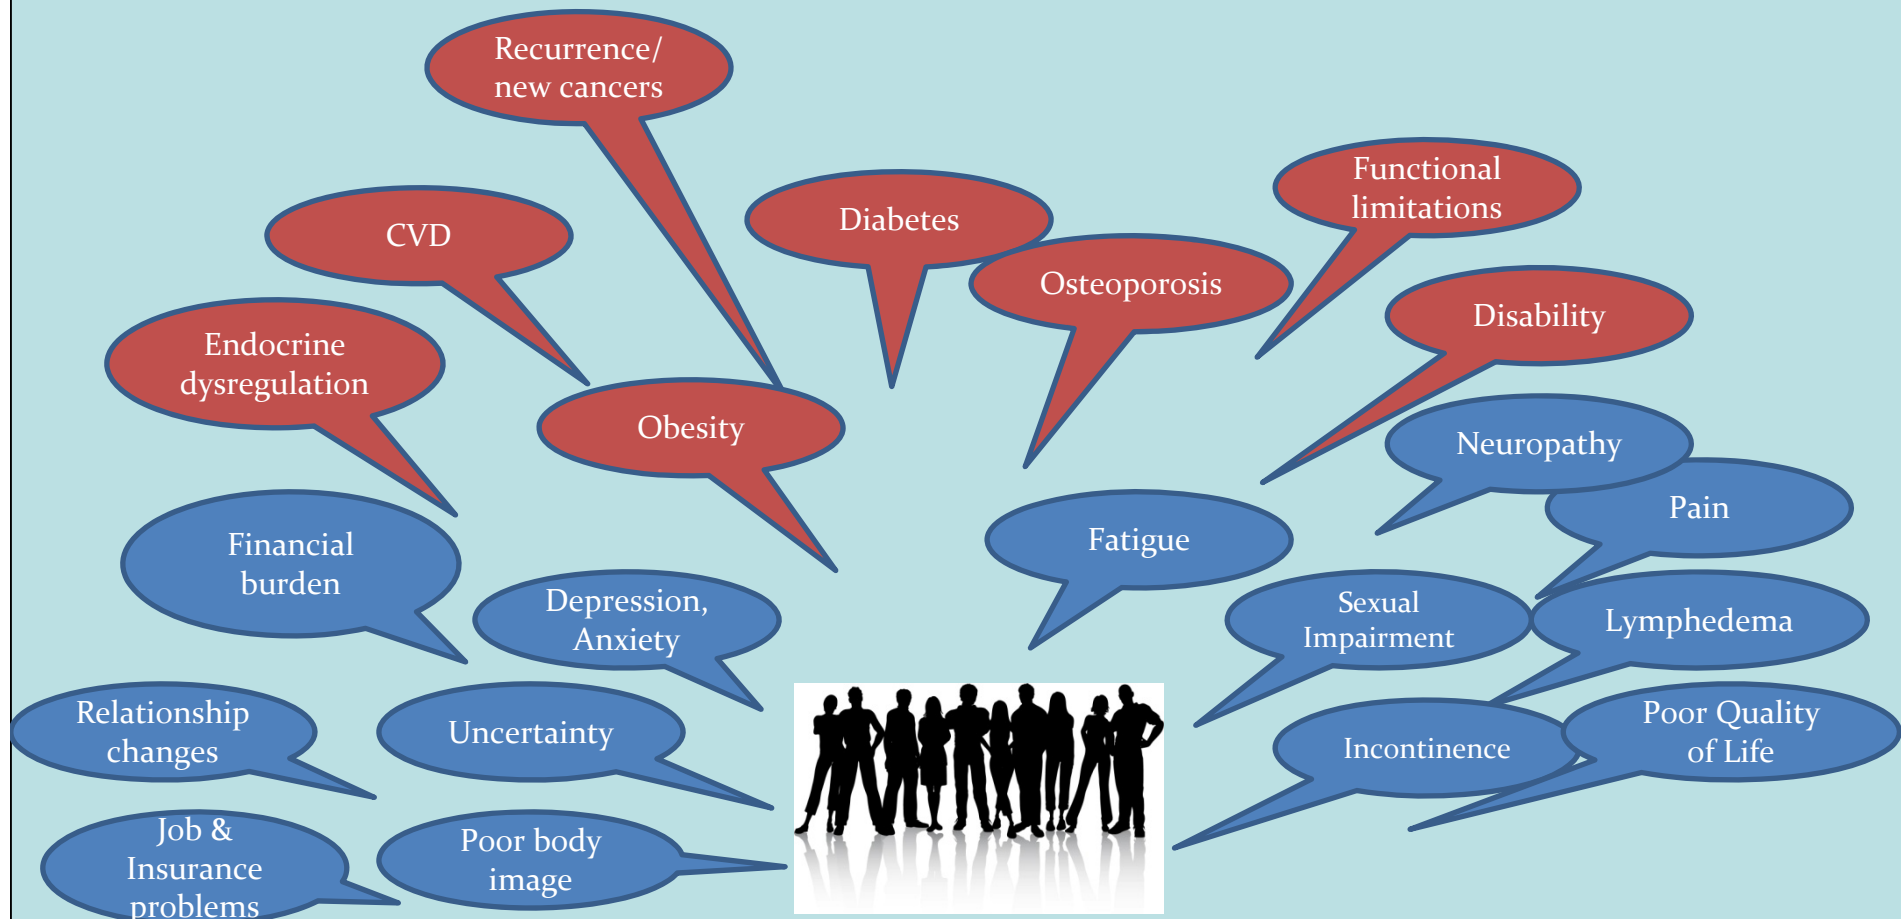 Recurrence/
new cancers
Functional
limitations
Diabetes
CVD
Osteoporosis
Disability
Endocrine
dysregulation
Obesity
Neuropathy
Pain
Financial
burden
Fatigue
Depression,
Anxiety
Sexual
Impairment
Lymphedema
Relationship
changes
Uncertainty
Incontinence
Poor Quality
of Life
Job &
Insurance
problems
Poor body
image